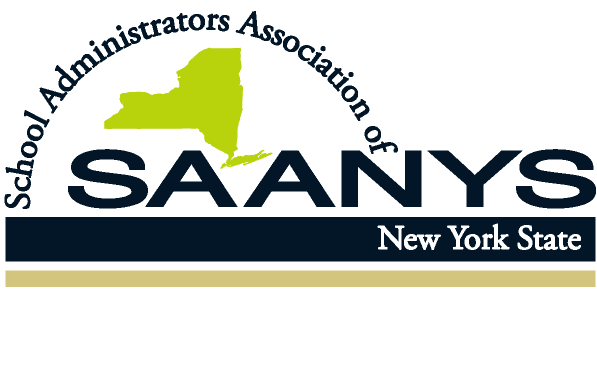 School Administrators Association of
SAANYS
New York State